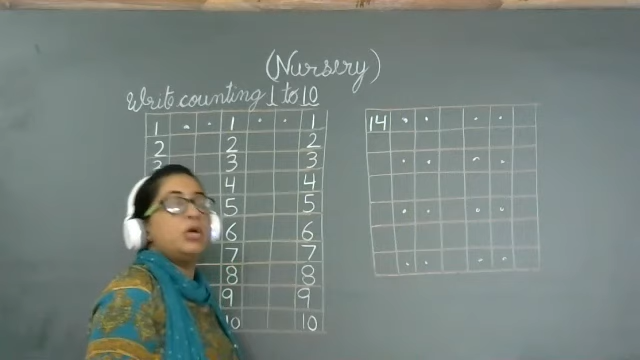 (Nursery)
Write counting 1 to 10
1 1 1 14
2 2 2
3 3 3
4 4
5 5
6 6
7 7
8 8
9 9
10 10